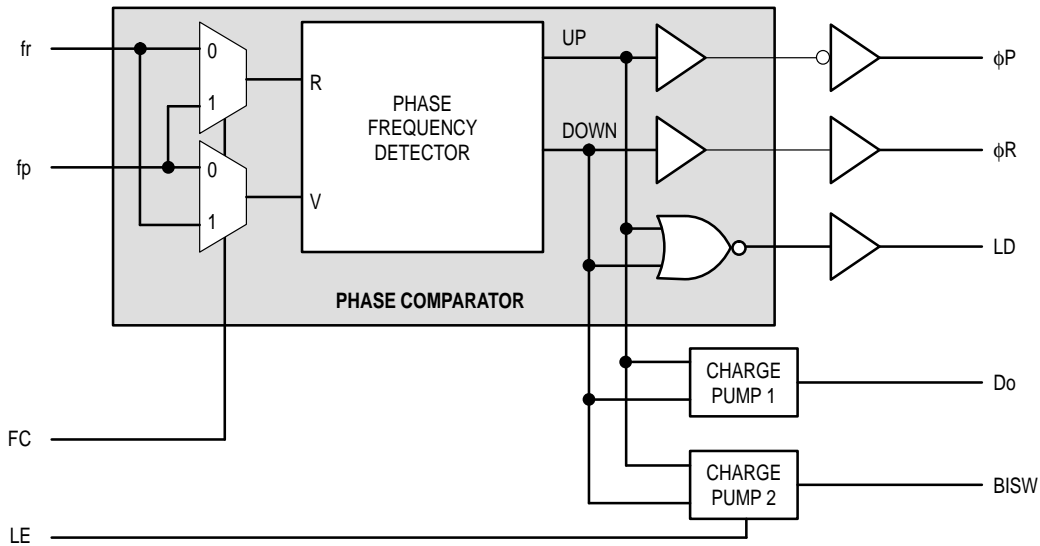 fr
0
1
R
UP
ϕP
PHASE
FREQUENCY
DETECTOR
fp
0
1
V
DOWN
ϕR
LD
PHASE COMPARATOR
CHARGE
PUMP 1
Do
FC
CHARGE
PUMP 2
BISW
LE